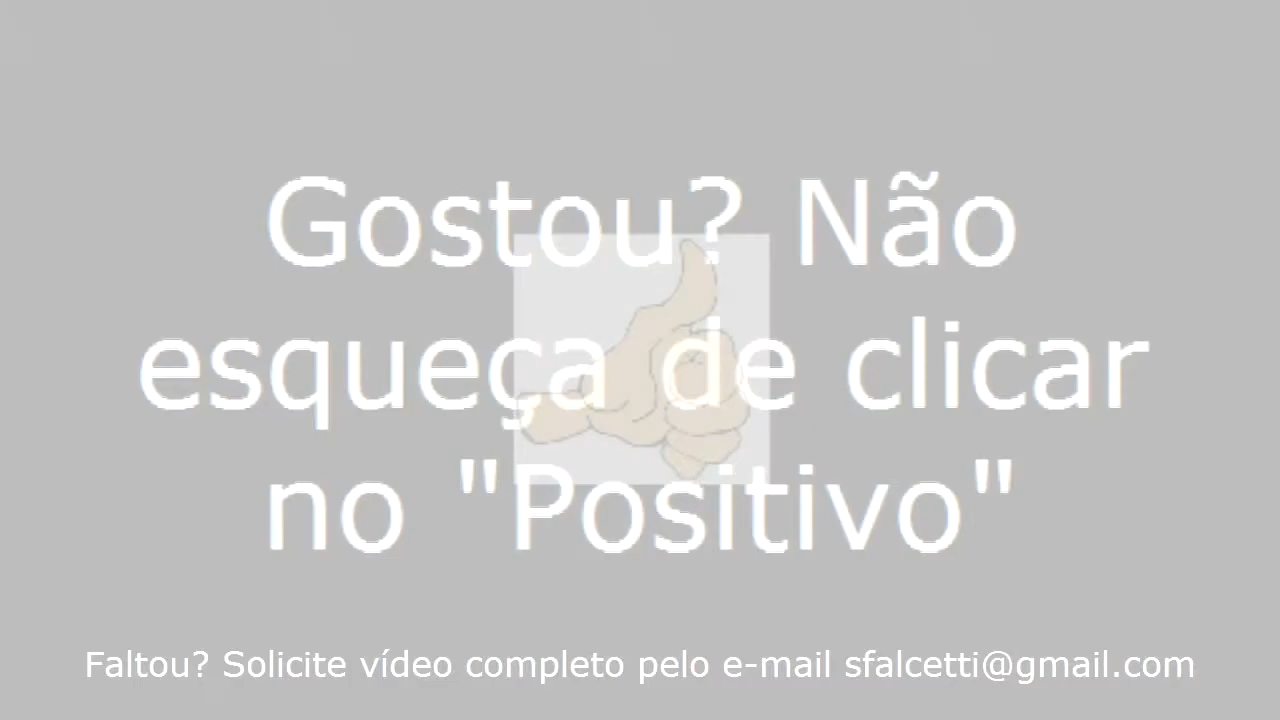 Gostou? Não
esqueça de clicar
no "Positivo"
Faltou? Solicite vídeo completo pelo e-mail sfalcetti@gmail.com